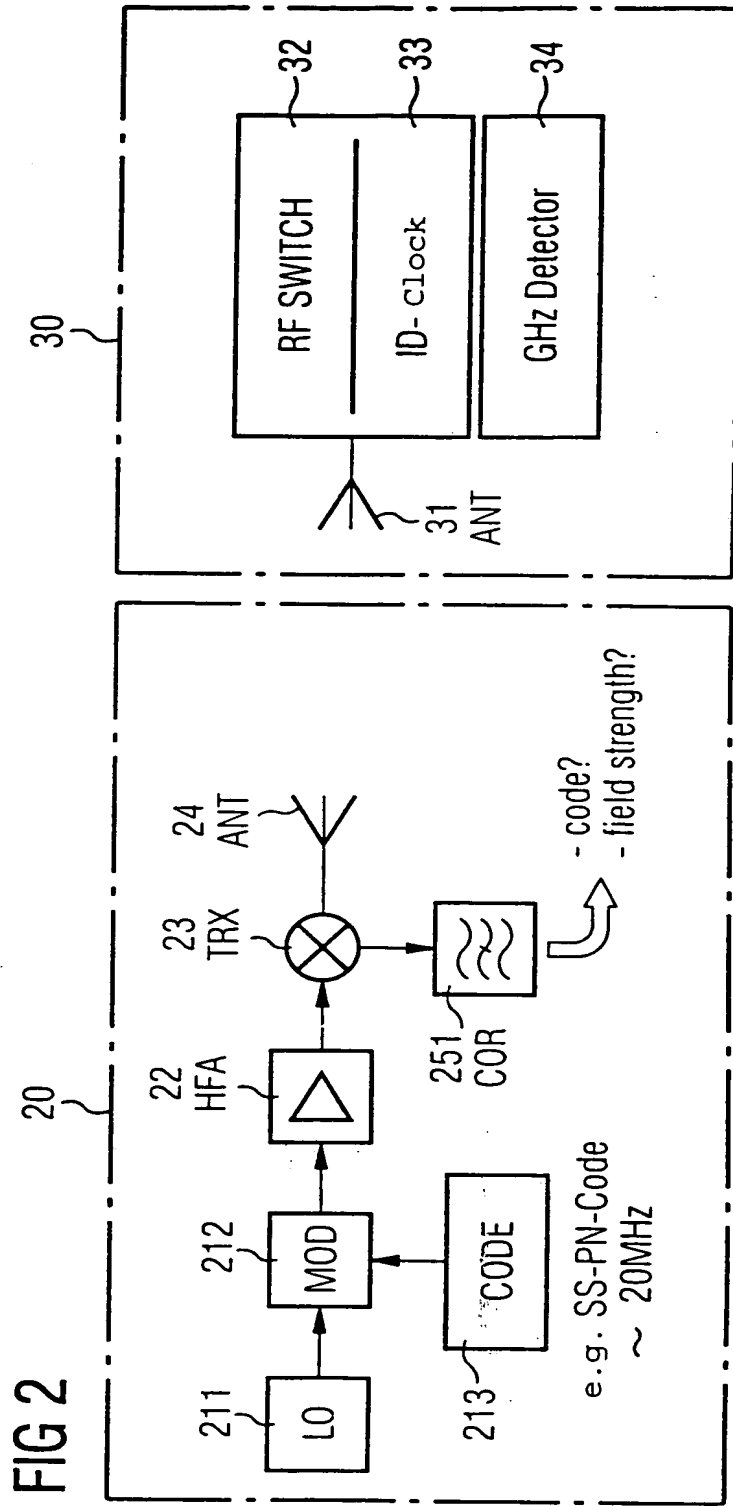 FIG 2
20
211
LO
212
MOD
22
HFA
23
TRX
24
ANT
213
CODE
e.g. SS-PN-Code
~ 20MHz
251
COR
- code?
- field strength?
30
31
ANT
RF SWITCH
32
ID-Clock
33
GHz Detector
34